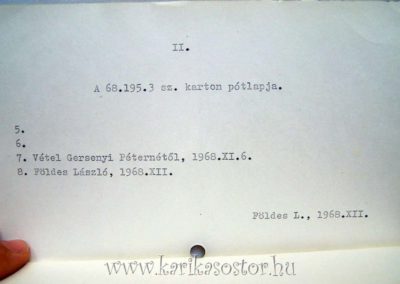 II.
A 68.195.3 sz. karton pótlapja.
5.
6.
7. Vétel Gersenyi Péternétől, 1968.XI.6.
8. Földes László, 1968.XII.
Földes L., 1968.XII.
www.karikasostor.hu